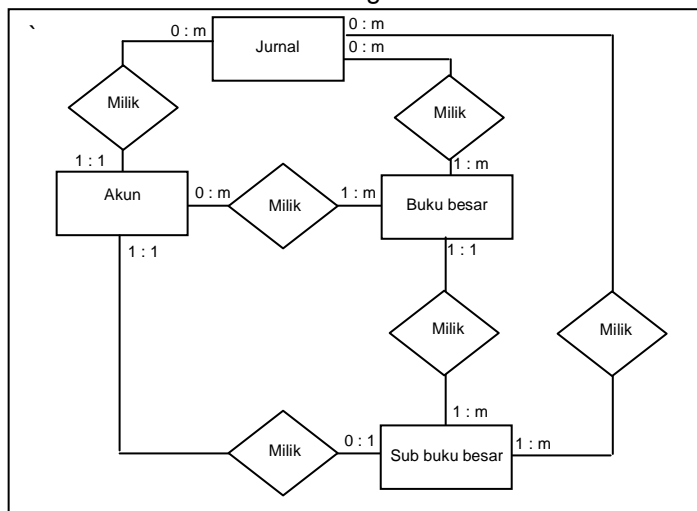 `
0 : m
Jurnal
0 : m
0 : m
Milik
Milik
1 : 1
1 : m
Akun
0 : m
Milik
1 : m
Buku besar
1 : 1
1 : 1
Milik
Milik
1 : m
Milik
0 : 1
Sub buku besar
1 : m